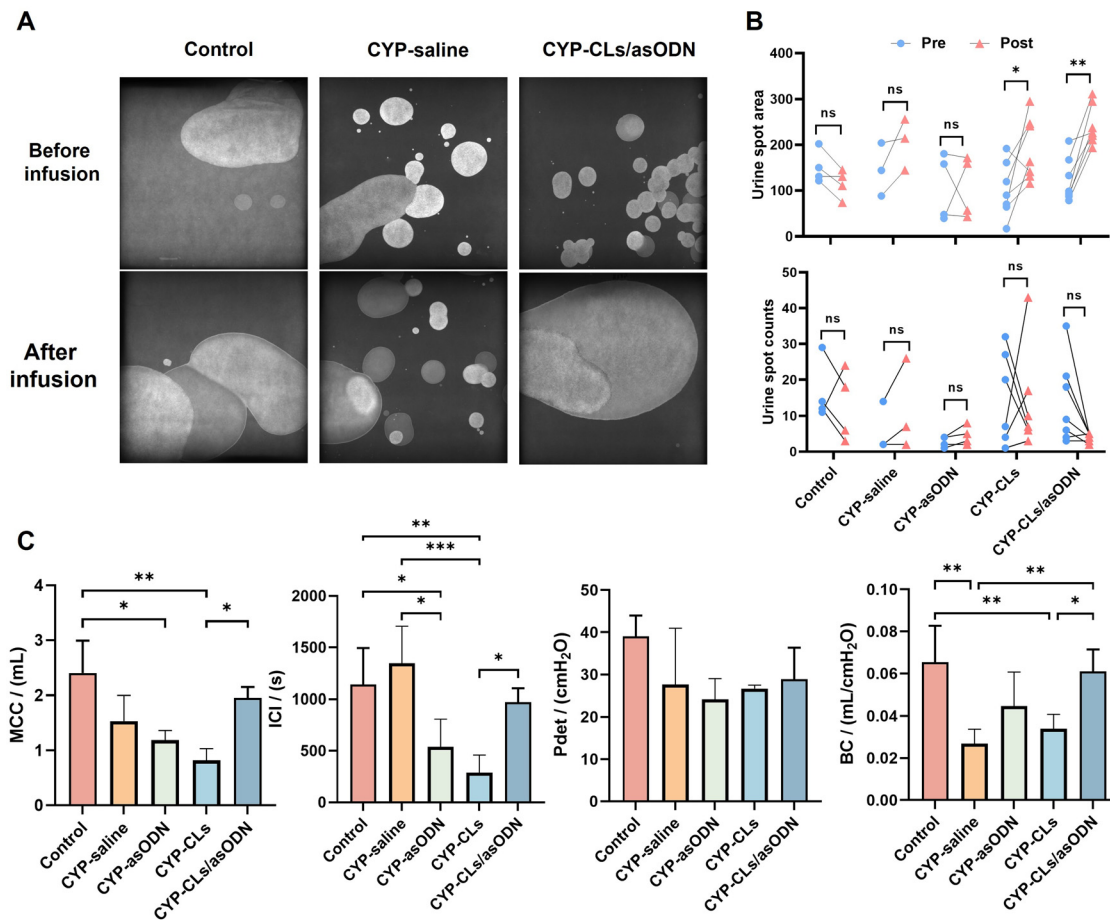 A
Control
CYP-saline
CYP-CLs/asODN
Before
infusion
After
infusion
B
Pre
Post
Urine spot area
400
300
200
100
0
ns
ns
ns
*
**
Urine spot counts
50
40
30
20
10
0
ns
ns
ns
ns
ns
Control
CYP-saline
CYP-asODN
CYP-CLs
CYP-CLs/asODN
C
MCC / (mL)
4
3
2
1
0
**
*
*
Control
CYP-saline
CYP-asODN
CYP-CLs
CYP-CLs/asODN
ICI / (s)
2000
1500
1000
500
0
**
***
*
*
*
Control
CYP-saline
CYP-asODN
CYP-CLs
CYP-CLs/asODN
Pdet / (cmH₂O)
50
40
30
20
10
0
Control
CYP-saline
CYP-asODN
CYP-CLs
CYP-CLs/asODN
BC / (mL/cmH₂O)
0.10
0.08
0.06
0.04
0.02
0.00
**
**
**
*
Control
CYP-saline
CYP-asODN
CYP-CLs
CYP-CLs/asODN